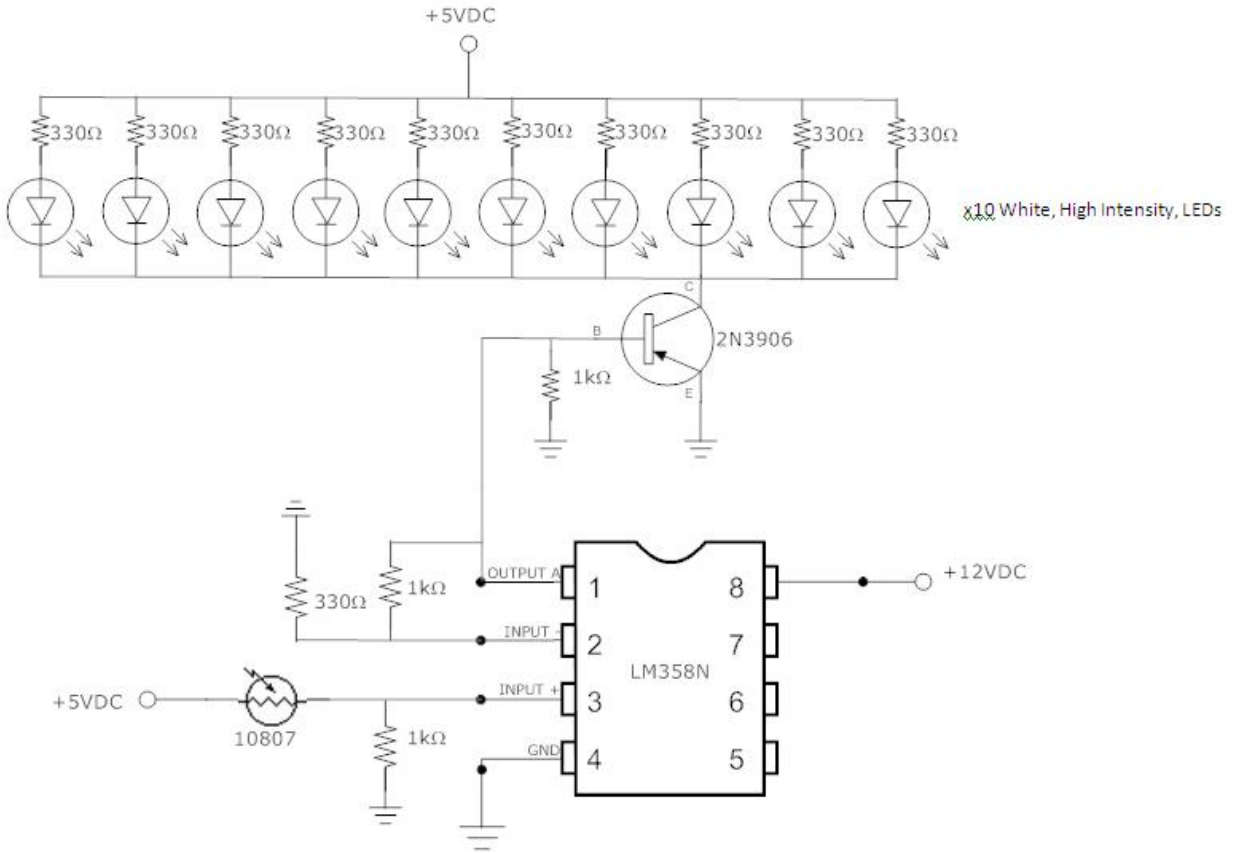 +5VDC
330Ω 330Ω 330Ω 330Ω 330Ω 330Ω 330Ω 330Ω 330Ω 330Ω
x10 White, High Intensity, LEDs
C
B
2N3906
1kΩ
E
OUTPUT A
1
8
+12VDC
330Ω
1kΩ
INPUT -
2
7
LM358N
+5VDC
INPUT +
3
6
10807
1kΩ
GND
4
5